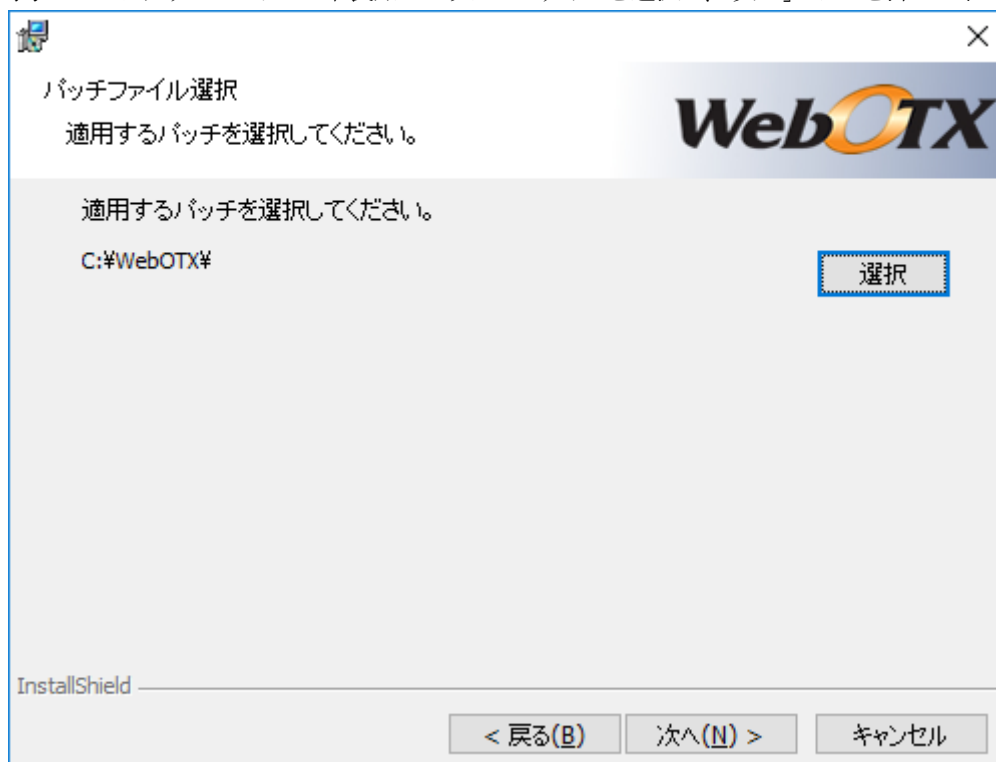 パッチファイル選択
適用するパッチを選択してください。
WebOTX
適用するパッチを選択してください。
C:¥WebOTX¥
選択
InstallShield
< 戻る(B)
次へ(N) >
キャンセル